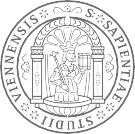 S · SAPIENTIAE · STUDII · VIENNENSIS ·